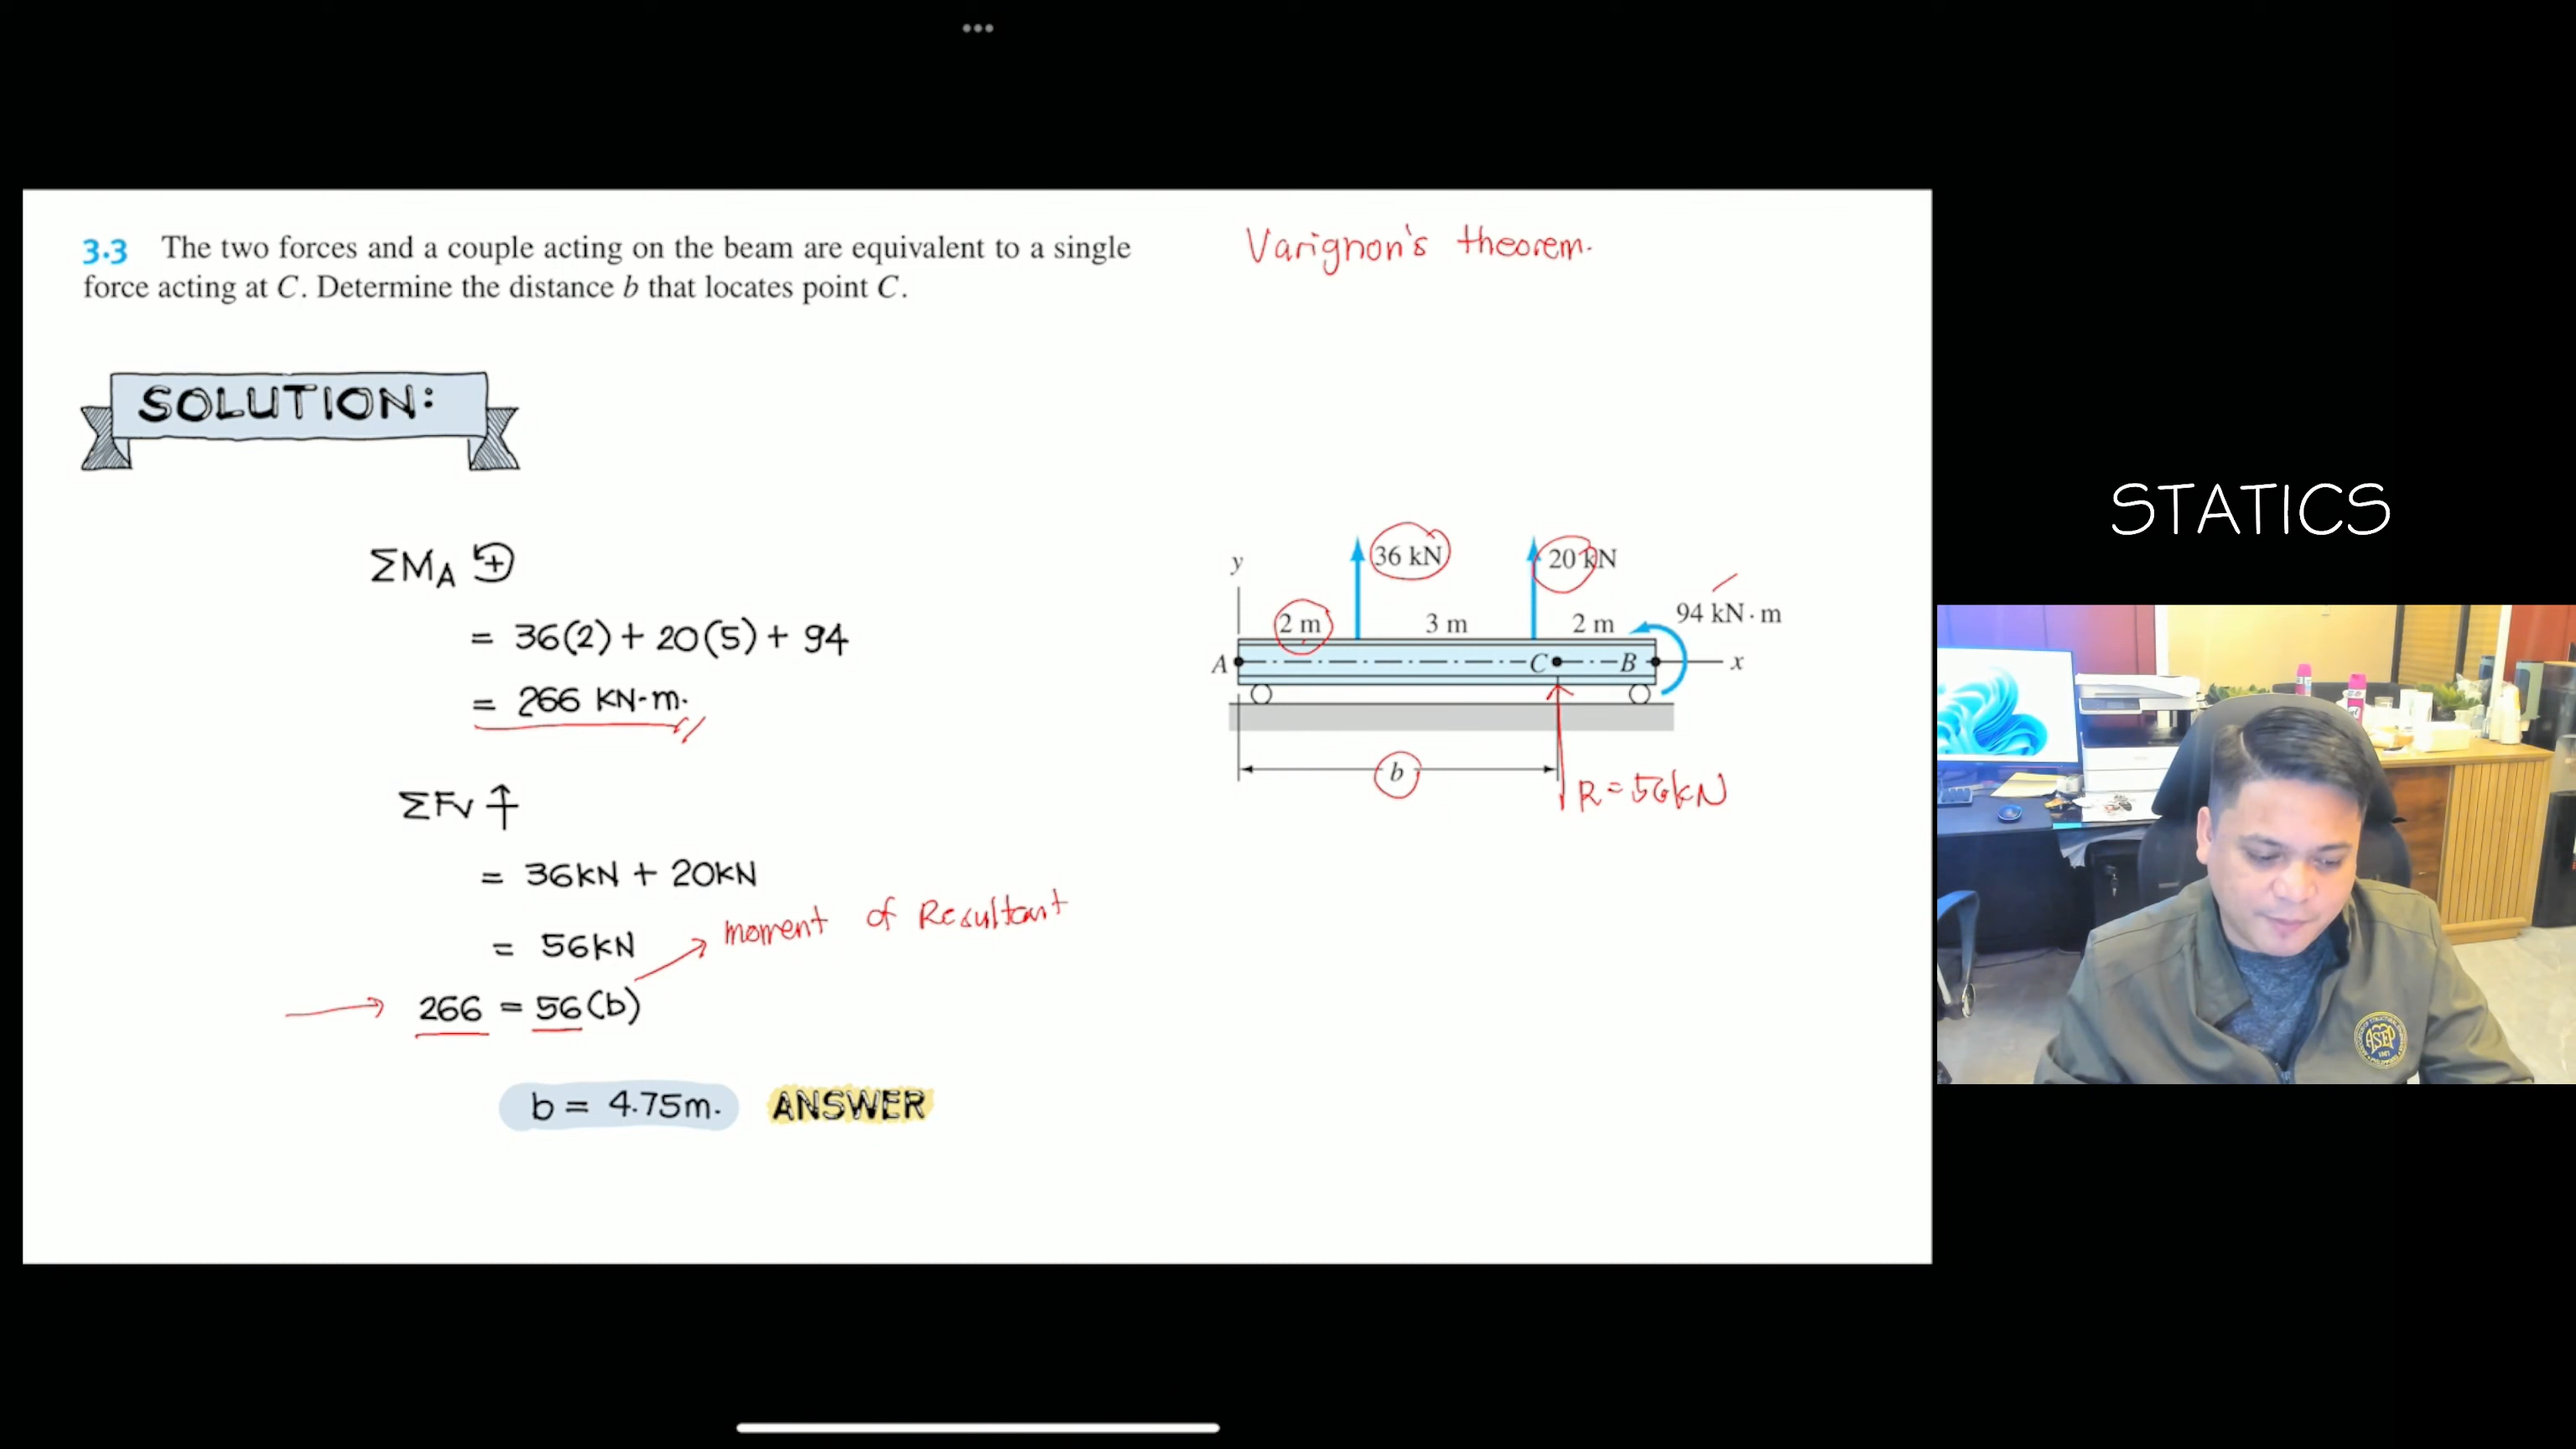 3.3 The two forces and a couple acting on the beam are equivalent to a single
force acting at C. Determine the distance b that locates point C.
Varignon's theorem.
SOLUTION:
ΣMA +
= 36(2) + 20(5) + 94
= 266 KN-m.
ΣFv ↑
= 36kN + 20kN
= 56kN
moment of Resultant
266 = 56(b)
b = 4.75m. ANSWER
y
36 kN
20 kN
94 kN · m
2 m
3 m
2 m
A
C
B
x
b
R = 56kN
STATICS
ASEP